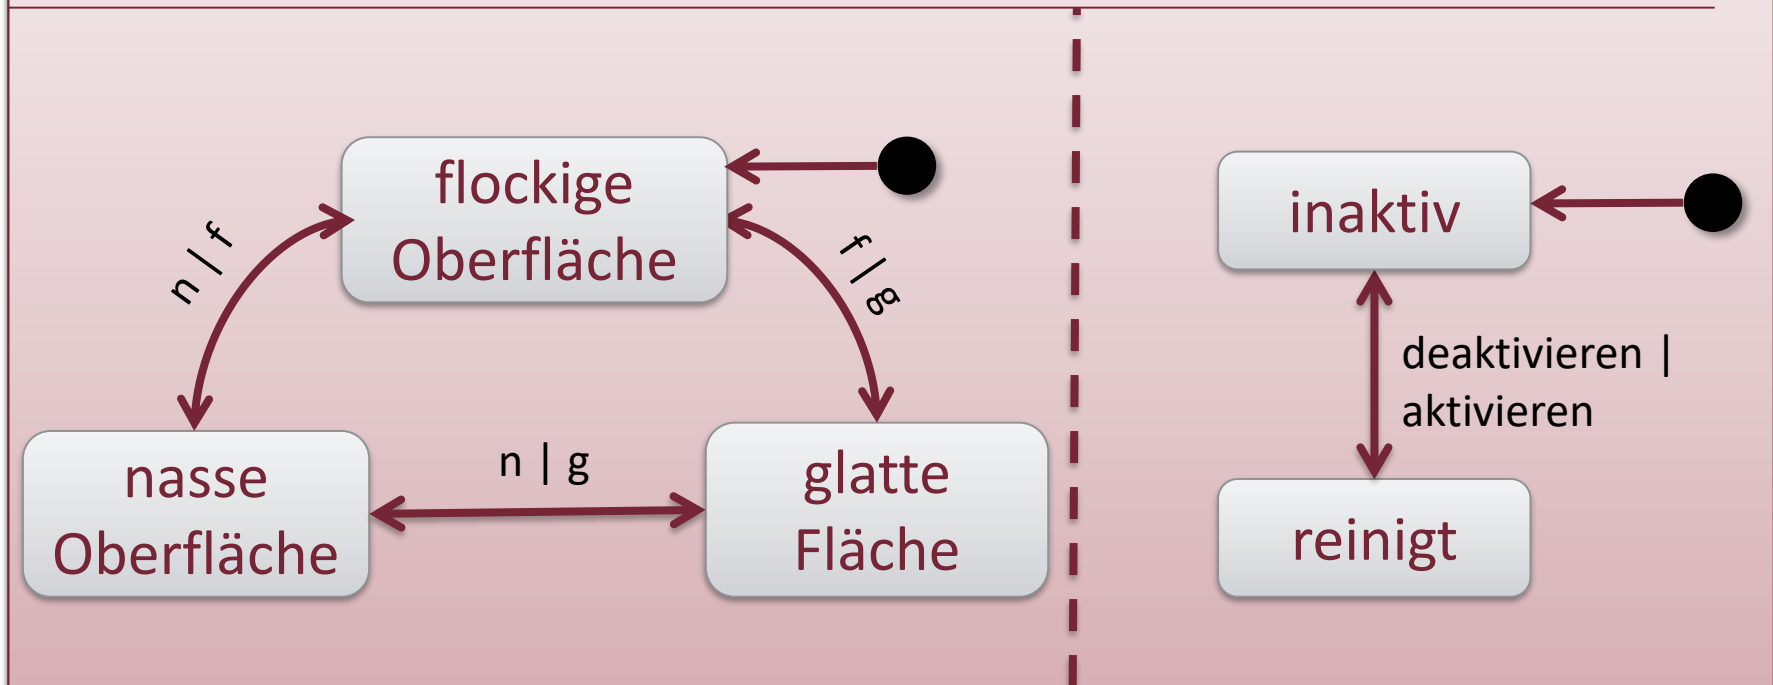 flockige
Oberfläche
n | f
f | g
nasse
Oberfläche
n | g
glatte
Fläche
inaktiv
deaktivieren |
aktivieren
reinigt